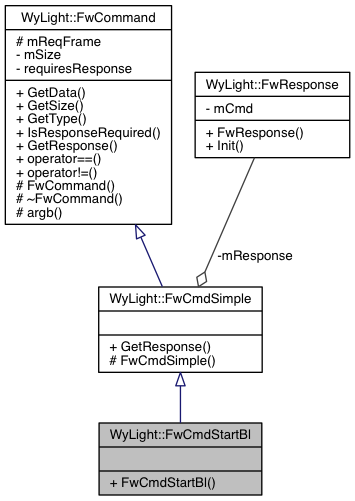 WyLight::FwCommand
# mReqFrame
- mSize
- requiresResponse
+ GetData()
+ GetSize()
+ GetType()
+ IsResponseRequired()
+ GetResponse()
+ operator==()
+ operator!=()
# FwCommand()
# ~FwCommand()
# argb()
WyLight::FwResponse
- mCmd
+ FwResponse()
+ Init()
-mResponse
WyLight::FwCmdSimple
+ GetResponse()
# FwCmdSimple()
WyLight::FwCmdStartBl
+ FwCmdStartBl()